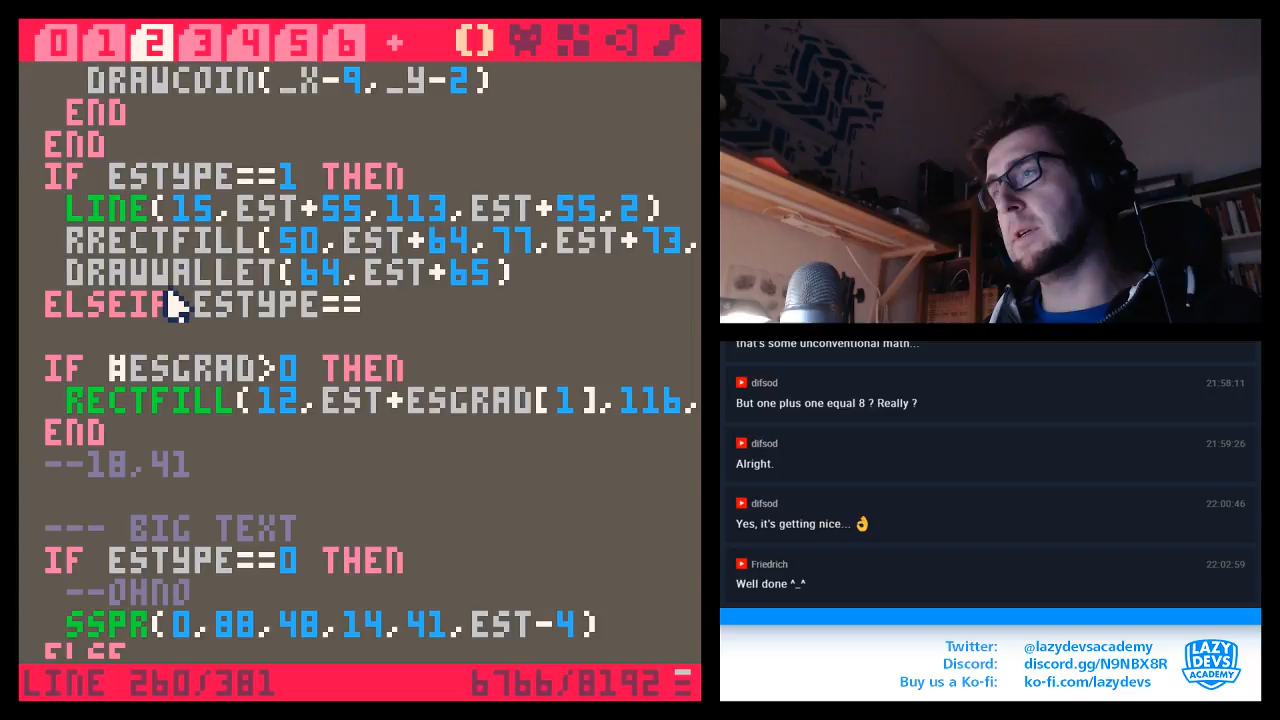 0 1 2 3 4 5 6 + ()
DRAWCOIN(_X-9,_Y-2)
END
END
IF ESTYPE==1 THEN
LINE(15,EST+55,113,EST+55,2)
RRECTFILL(50,EST+64,77,EST+73,
DRAWWALLET(64,EST+65)
ELSEIF ESTYPE==
IF #ESGRAD>0 THEN
RECTFILL(12,EST+ESGRAD[1],116,
END
--18,41
--- BIG TEXT
IF ESTYPE==0 THEN
--OHNO
SSPR(0,88,48,14,41,EST-4)
ELSE
LINE 260/381
6766/8192
that's some unconventional math...
difsod 21:58:11
But one plus one equal 8 ? Really ?
difsod 21:59:26
Alright.
difsod 22:00:46
Yes, it's getting nice... 👌
Friedrich 22:02:59
Well done ^_^
Twitter: @lazydevsacademy
Discord: discord.gg/N9NBX8R
Buy us a Ko-fi: ko-fi.com/lazydevs
LAZY
DEVS
ACADEMY